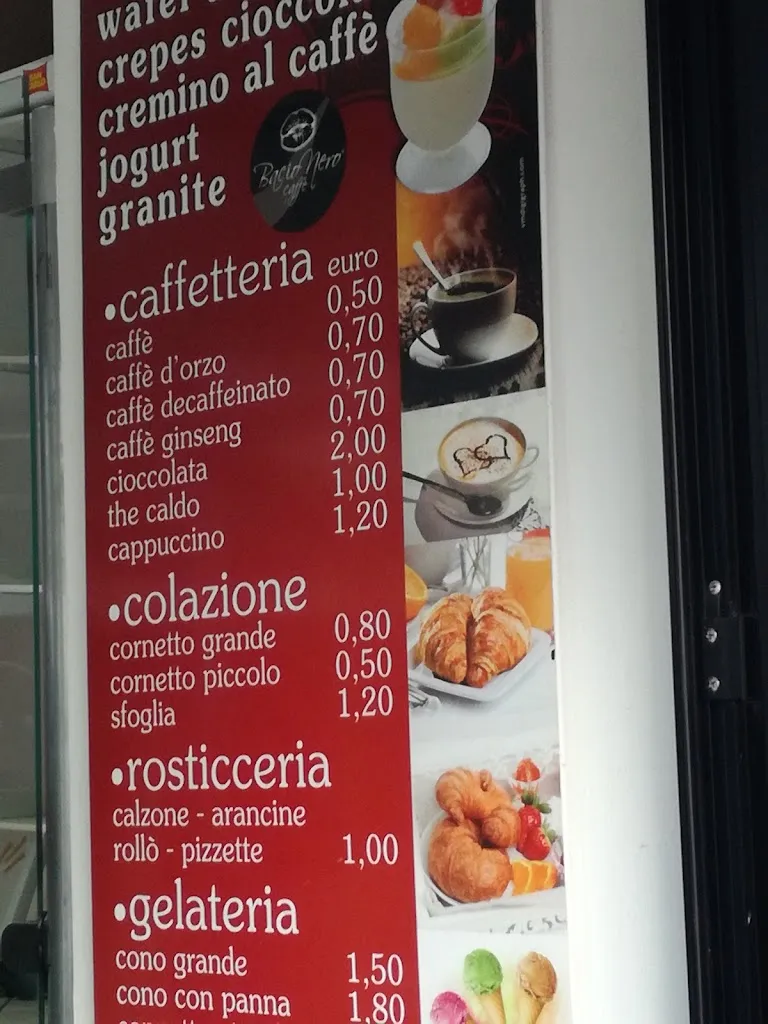 wafer
crepes cioccol
cremino al caffè
jogurt
granite
Bacio Nero
caffè
•caffetteria euro
caffè 0,50
caffè d'orzo 0,70
caffè decaffeinato 0,70
caffè ginseng 0,70
cioccolata 2,00
the caldo 1,00
cappuccino 1,20
•colazione
cornetto grande 0,80
cornetto piccolo 0,50
sfoglia 1,20
•rosticceria
calzone - arancine
rollò - pizzette 1,00
•gelateria
cono grande 1,50
cono con panna 1,80